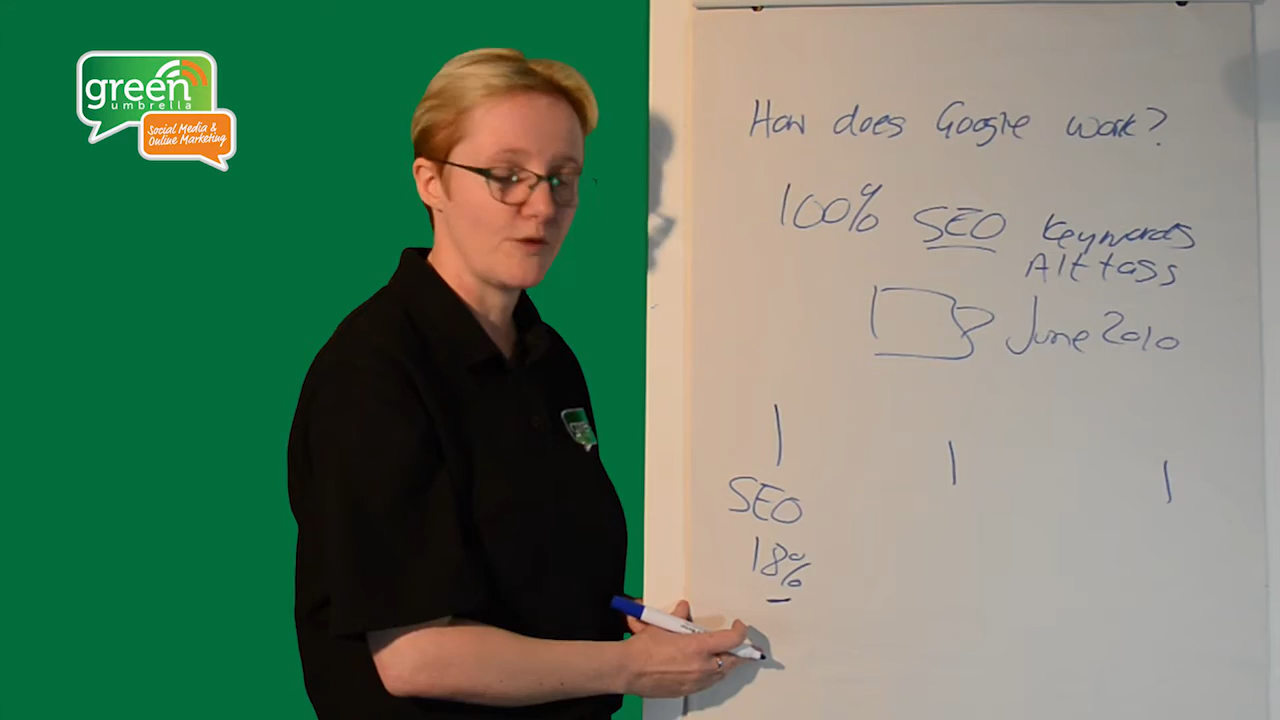 green
umbrella
Social Media &
Online Marketing
How does Google work?
100% SEO Keywords
Alt tags
June 2010
SEO
18%